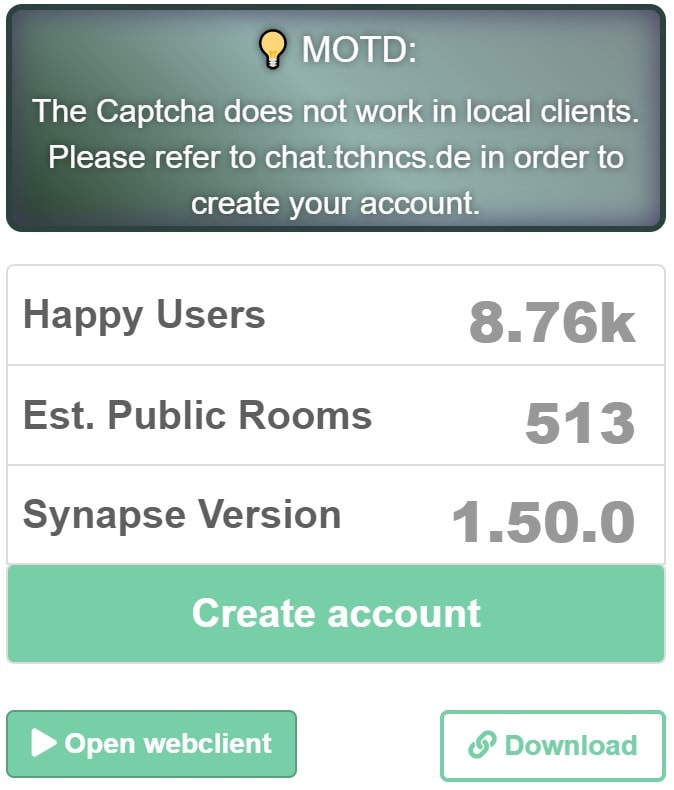 MOTD:
The Captcha does not work in local clients.
Please refer to chat.tchncs.de in order to
create your account.
Happy Users 8.76k
Est. Public Rooms 513
Synapse Version 1.50.0
Create account
Open webclient
Download